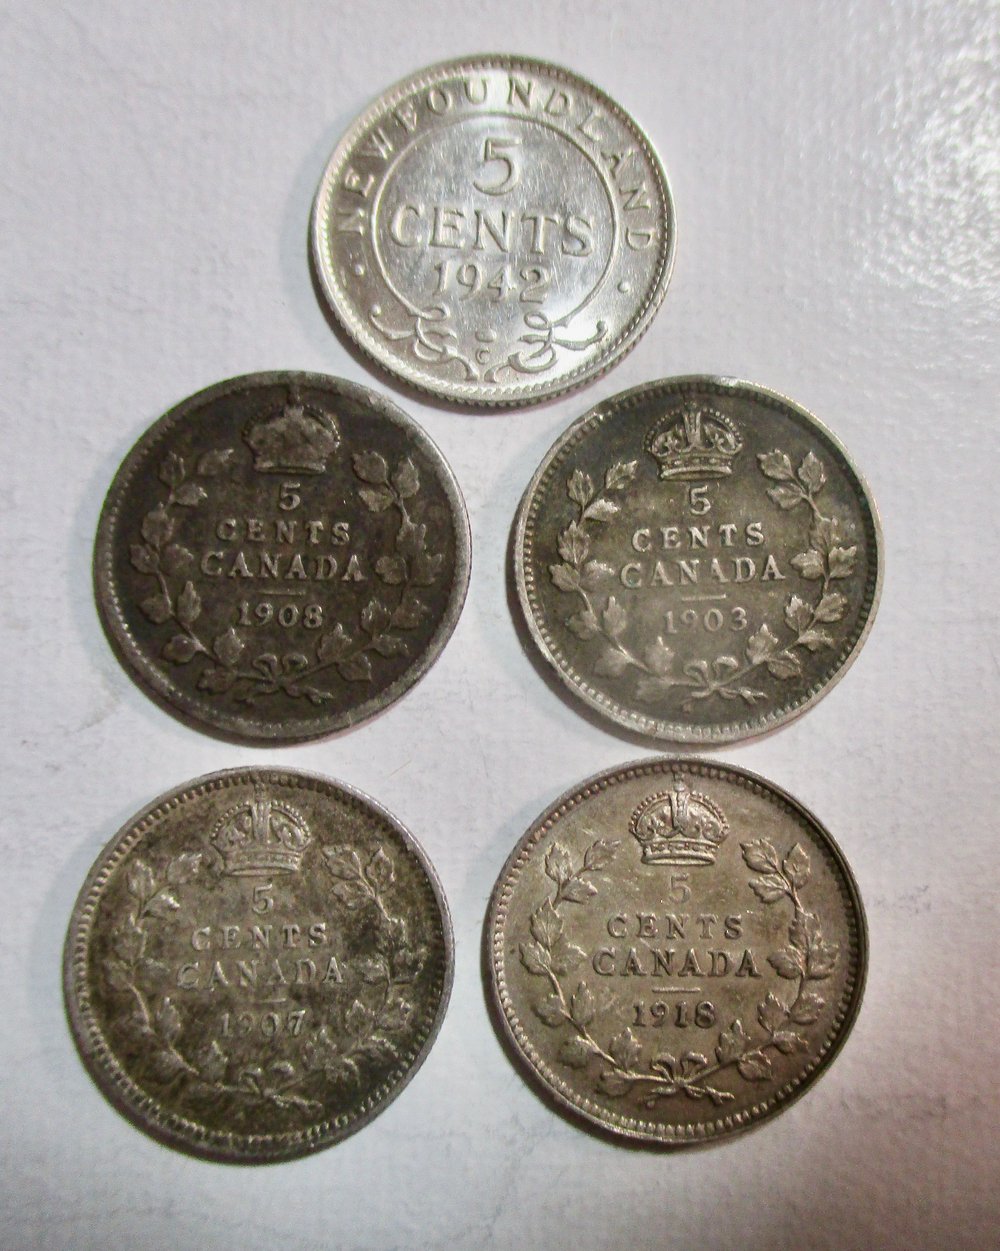 NEWFOUNDLAND
5
CENTS
1942
C
5
CENTS
CANADA
1908
5
CENTS
CANADA
1903
5
CENTS
CANADA
1907
5
CENTS
CANADA
1918